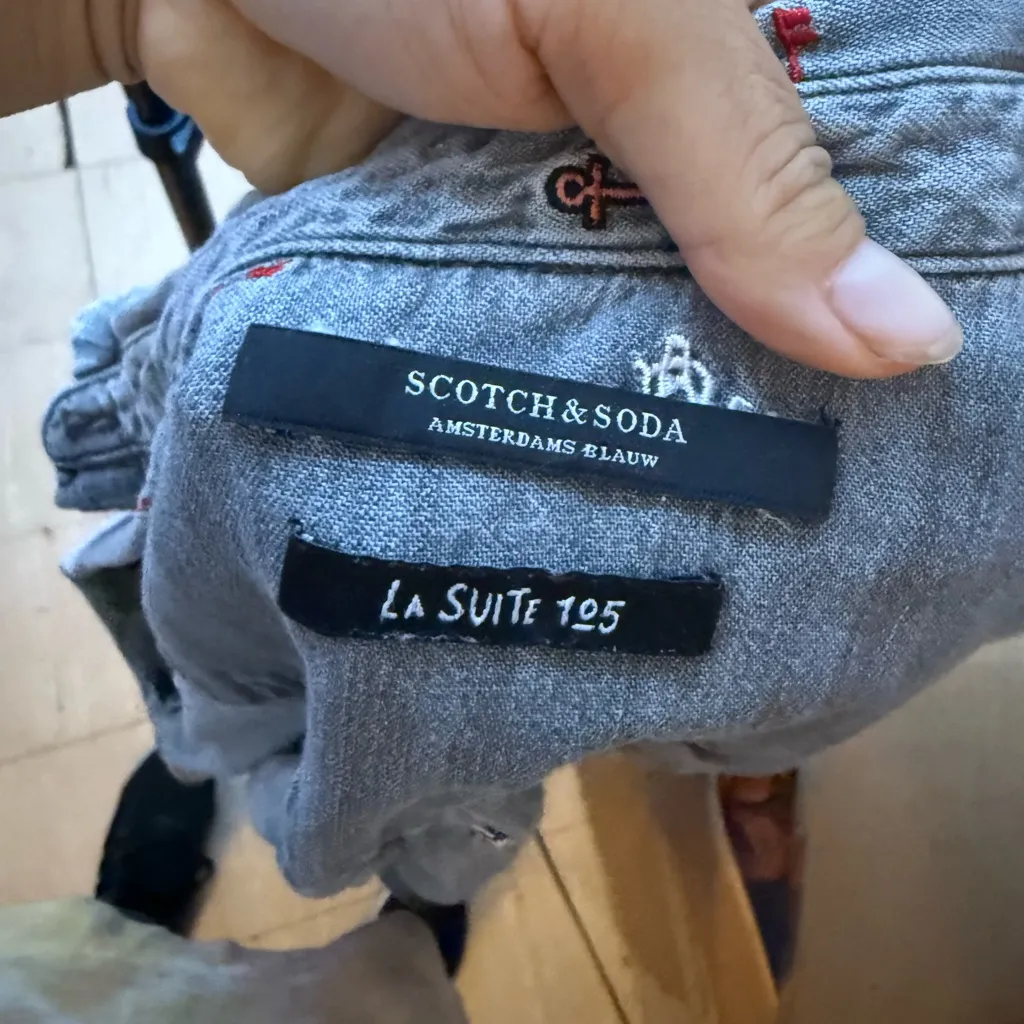 SCOTCH & SODA
AMSTERDAMS BLAUW
LA SUITE 105